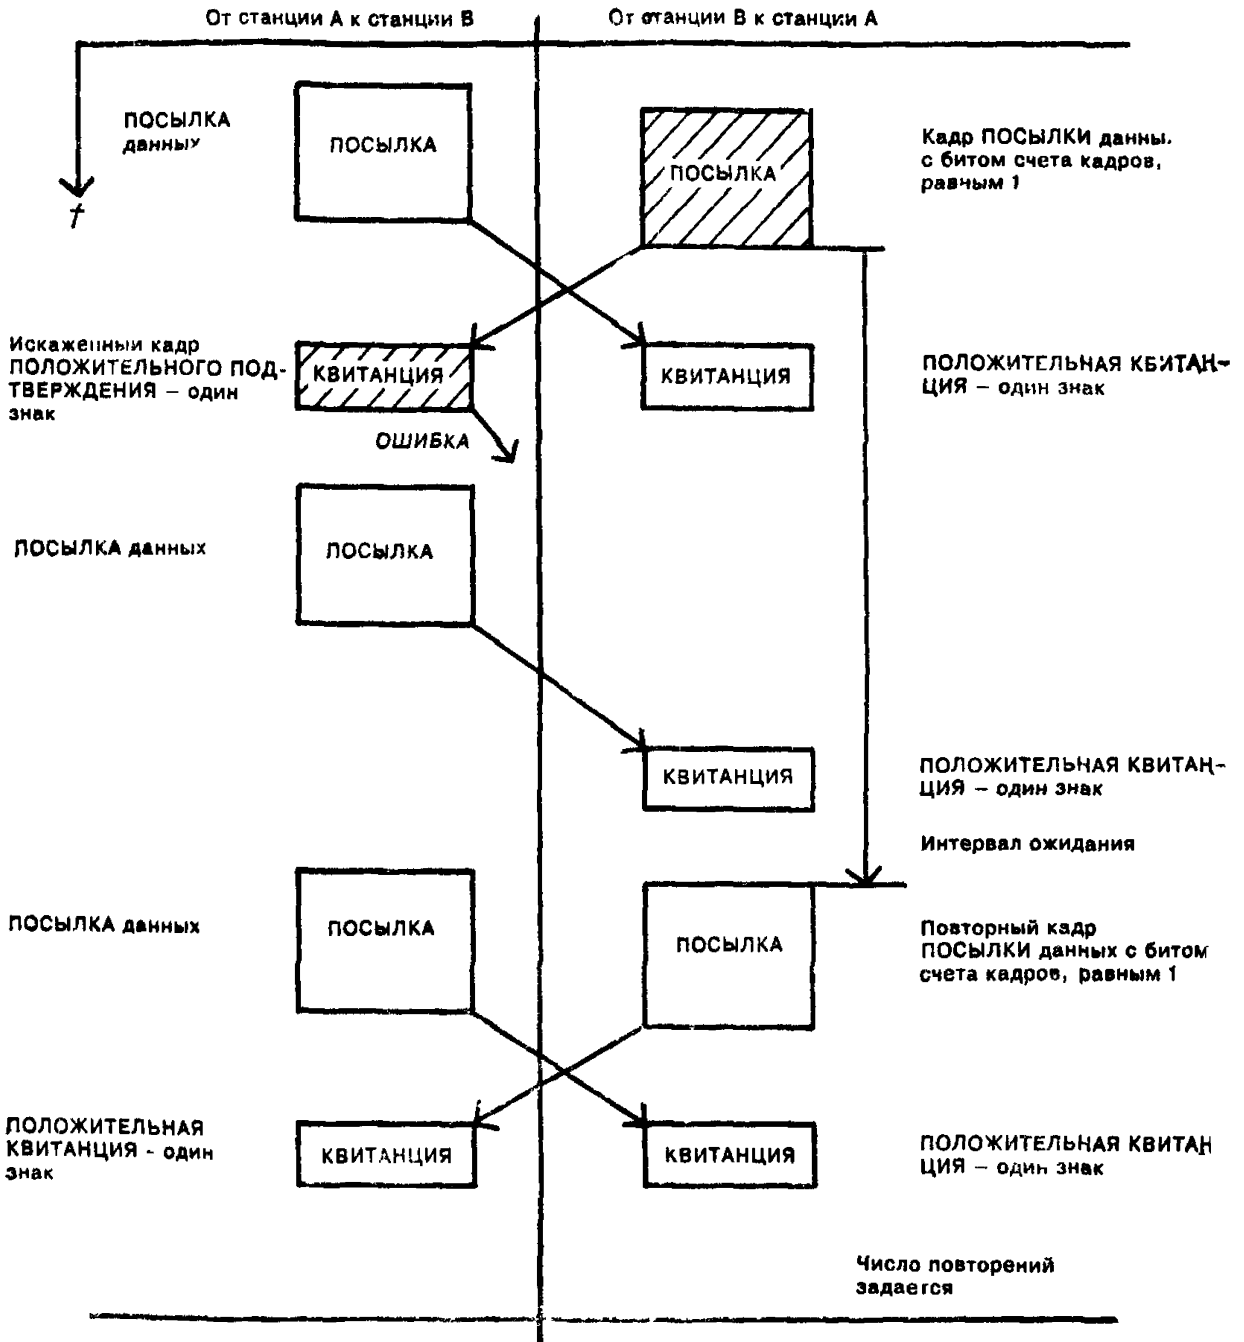 От станции А к станции В
От станции В к станции А
ПОСЫЛКА
данных
ПОСЫЛКА
ПОСЫЛКА
Кадр ПОСЫЛКИ данны.
с битом счета кадров,
равным 1
t
Искаженный кадр
ПОЛОЖИТЕЛЬНОГО ПОД-
ТВЕРЖДЕНИЯ – один
знак
КВИТАНЦИЯ
КВИТАНЦИЯ
ПОЛОЖИТЕЛЬНАЯ КВИТАН-
ЦИЯ – один знак
ОШИБКА
ПОСЫЛКА данных
ПОСЫЛКА
КВИТАНЦИЯ
ПОЛОЖИТЕЛЬНАЯ КВИТАН-
ЦИЯ – один знак
Интервал ожидания
ПОСЫЛКА данных
ПОСЫЛКА
ПОСЫЛКА
Повторный кадр
ПОСЫЛКИ данных с битом
счета кадров, равным 1
ПОЛОЖИТЕЛЬНАЯ
КВИТАНЦИЯ - один
знак
КВИТАНЦИЯ
КВИТАНЦИЯ
ПОЛОЖИТЕЛЬНАЯ КВИТАН
ЦИЯ – один знак
Число повторений
задается